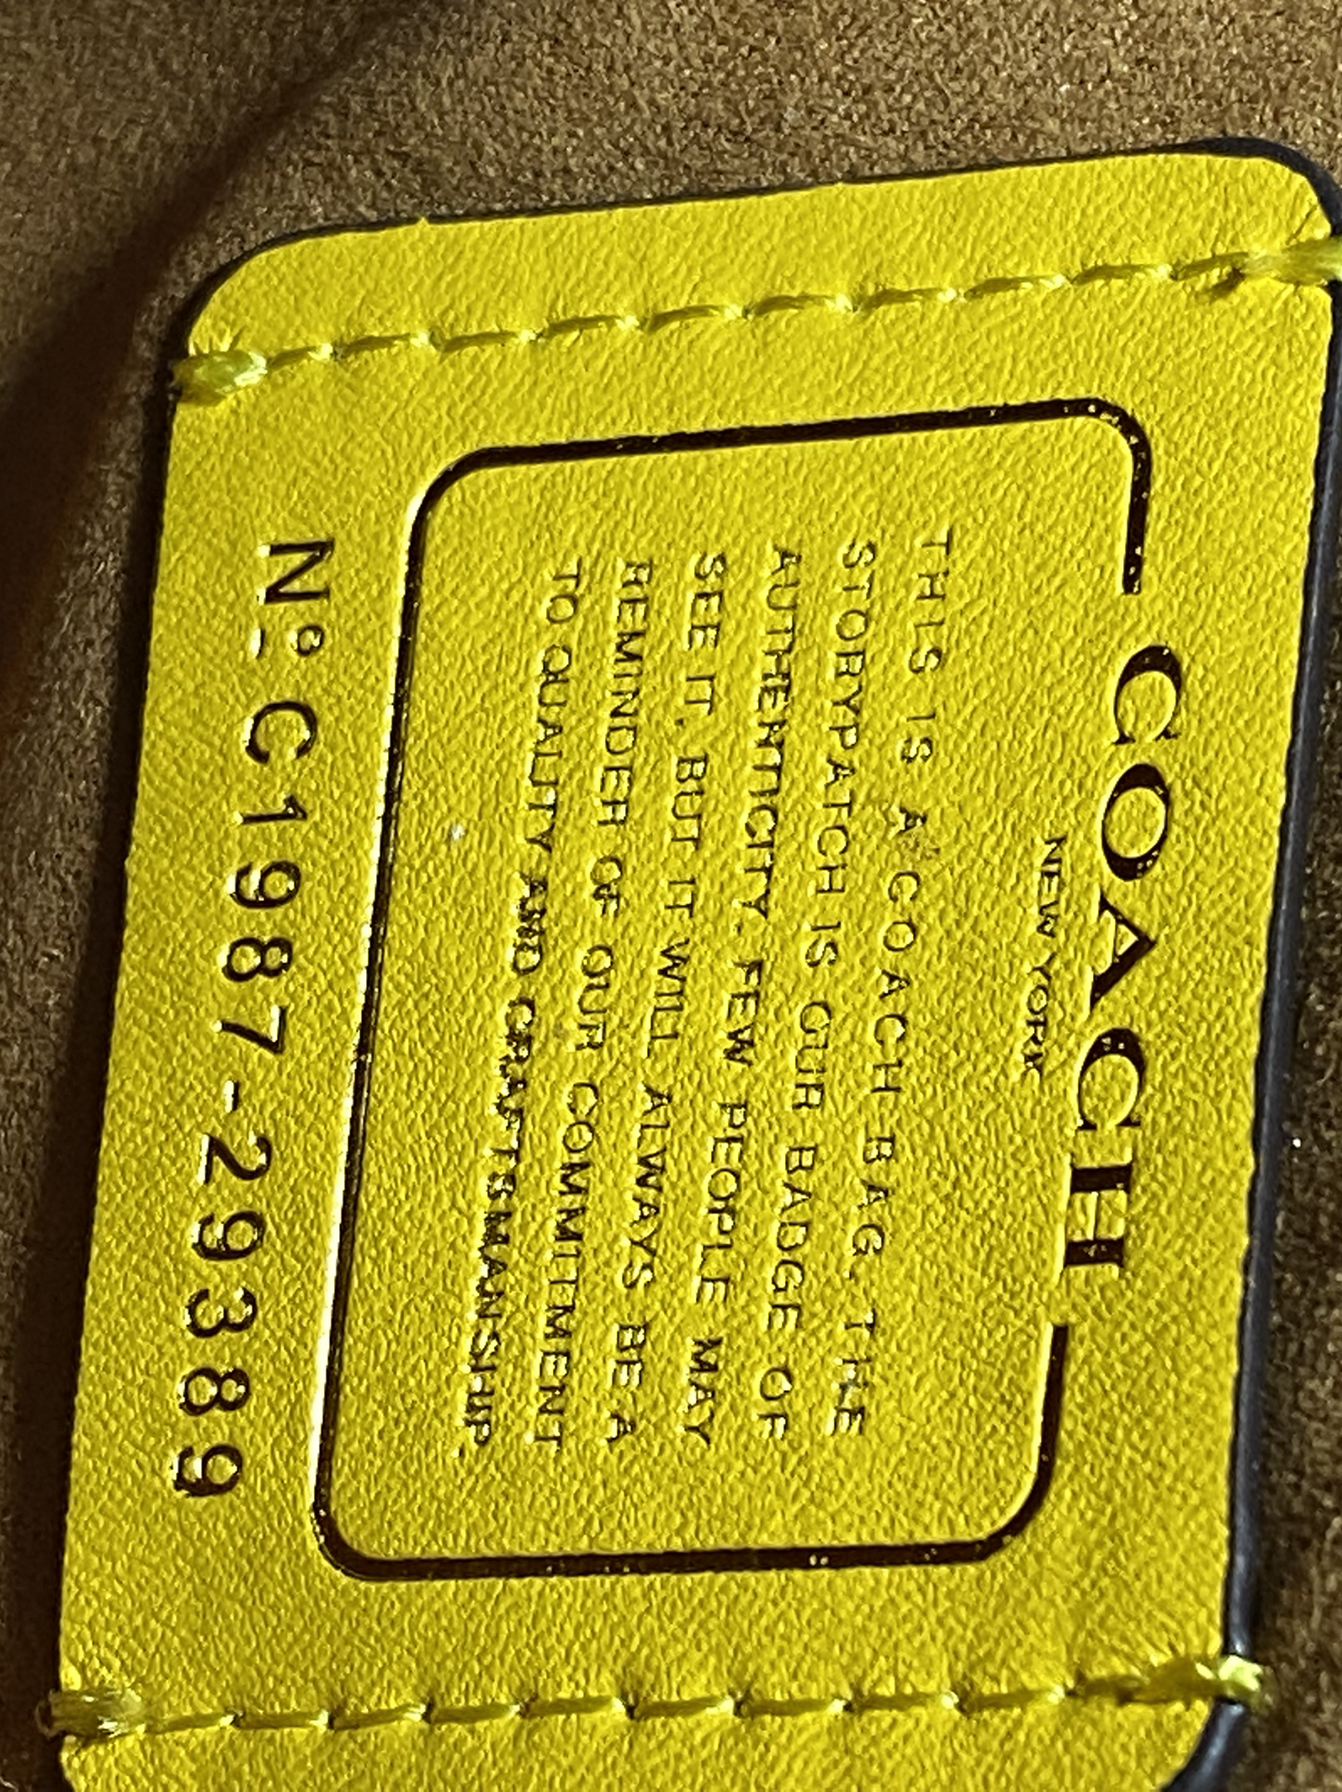 COACH
NEW YORK
THIS IS A COACH BAG. THE
STORYPATCH IS OUR BADGE OF
AUTHENTICITY. FEW PEOPLE MAY
SEE IT, BUT IT WILL ALWAYS BE A
REMINDER OF OUR COMMITMENT
TO QUALITY AND CRAFTSMANSHIP.
Nº C1987-29389